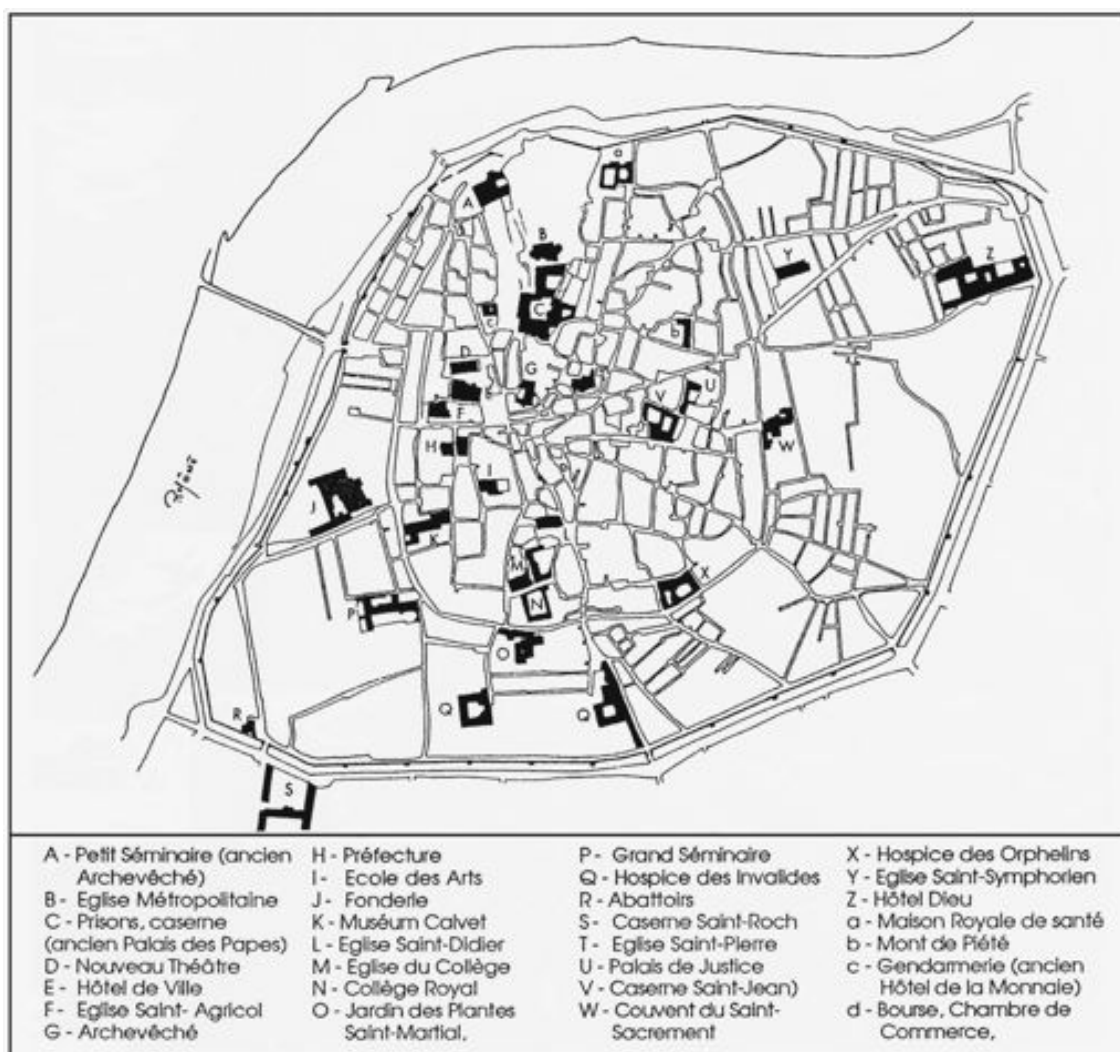 a
A
B
Y
Z
C
c
b
D
G
U
E
V
F
W
H
I
Rhône
J
K
M
X
N
P
O
Q
Q
R
S
A - Petit Séminaire (ancien
Archevêché)
B - Eglise Métropolitaine
C - Prisons, caserne
(ancien Palais des Papes)
D - Nouveau Théâtre
E - Hôtel de Ville
F - Eglise Saint- Agricol
G - Archevêché
H - Préfecture
I - Ecole des Arts
J - Fonderie
K - Muséum Calvet
L - Eglise Saint-Didier
M - Eglise du Collège
N - Collège Royal
O - Jardin des Plantes
Saint-Martial.
P - Grand Séminaire
Q - Hospice des Invalides
R - Abattoirs
S - Caserne Saint-Roch
T - Eglise Saint-Pierre
U - Palais de Justice
V - Caserne Saint-Jean)
W - Couvent du Saint-
Sacrement
X - Hospice des Orphelins
Y - Eglise Saint-Symphorien
Z - Hôtel Dieu
a - Maison Royale de santé
b - Mont de Piété
c - Gendarmerie (ancien
Hôtel de la Monnaie)
d - Bourse, Chambre de
Commerce,